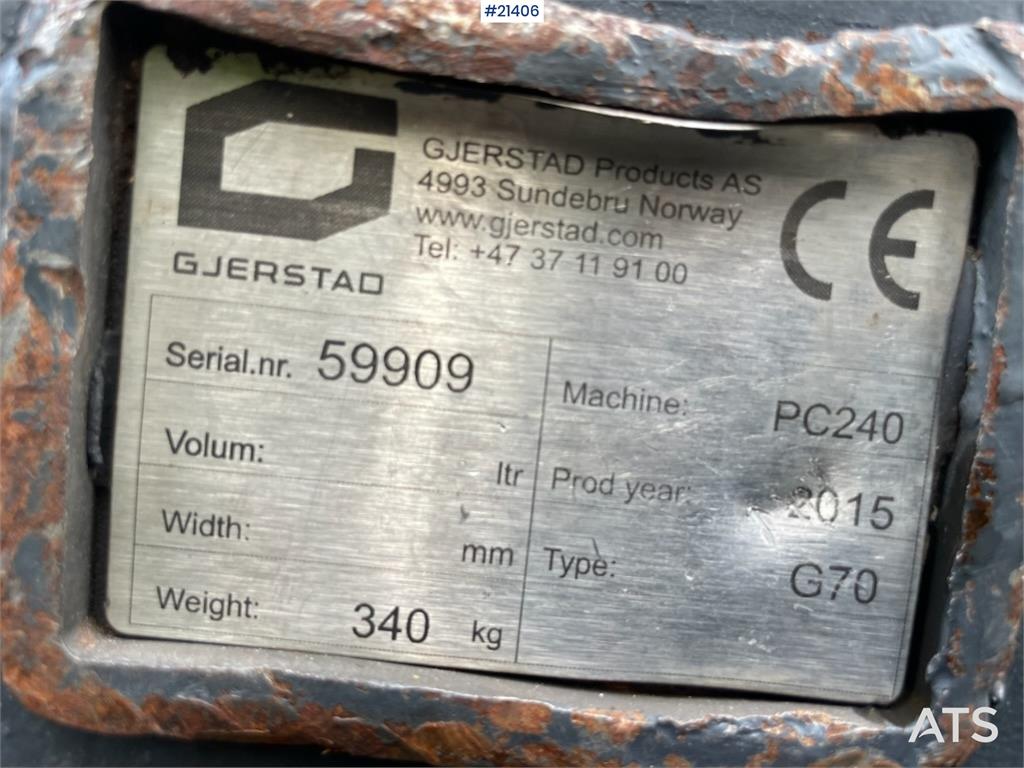 #21406
GJERSTAD Products AS
4993 Sundebru Norway
www.gjerstad.com
Tel: +47 37 11 91 00
CE
GJERSTAD
Serial.nr. 59909
Volum: ltr
Width: mm
Weight: 340 kg
Machine: PC240
Prod year: 2015
Type: G70
ATS